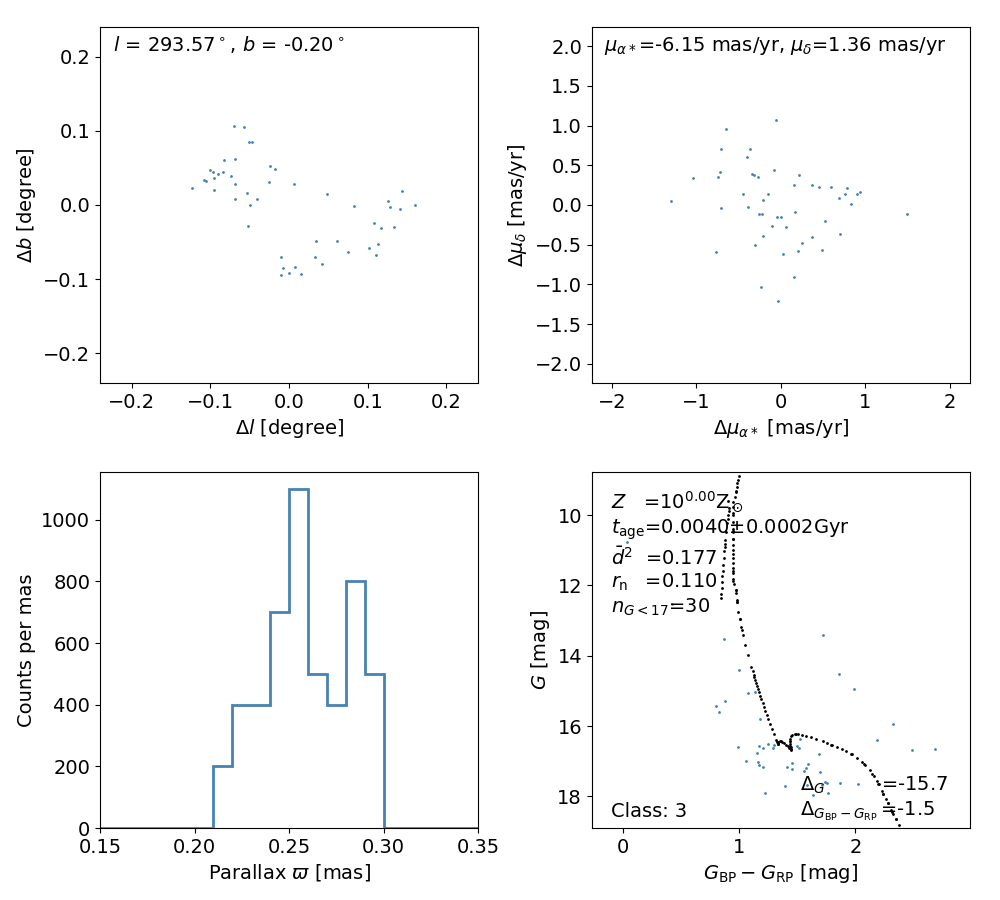 l = 293.57°, b = -0.20°
0.2
0.1
0.0
−0.1
−0.2
Δb [degree]
−0.2 −0.1 0.0 0.1 0.2
Δl [degree]
μα∗=-6.15 mas/yr, μδ=1.36 mas/yr
2.0
1.5
1.0
0.5
0.0
−0.5
−1.0
−1.5
−2.0
Δμδ [mas/yr]
−2 −1 0 1 2
Δμα∗ [mas/yr]
1000
800
600
400
200
0
Counts per mas
0.15 0.20 0.25 0.30 0.35
Parallax ϖ [mas]
Z =10^0.00 Z⊙
t_age=0.0040±0.0002Gyr
d̄² =0.177
r_n =0.110
n_G<17=30
Δ_G =-15.7
Class: 3 Δ_GBP−GRP =-1.5
10
12
14
16
18
G [mag]
0 1 2
G_BP − G_RP [mag]